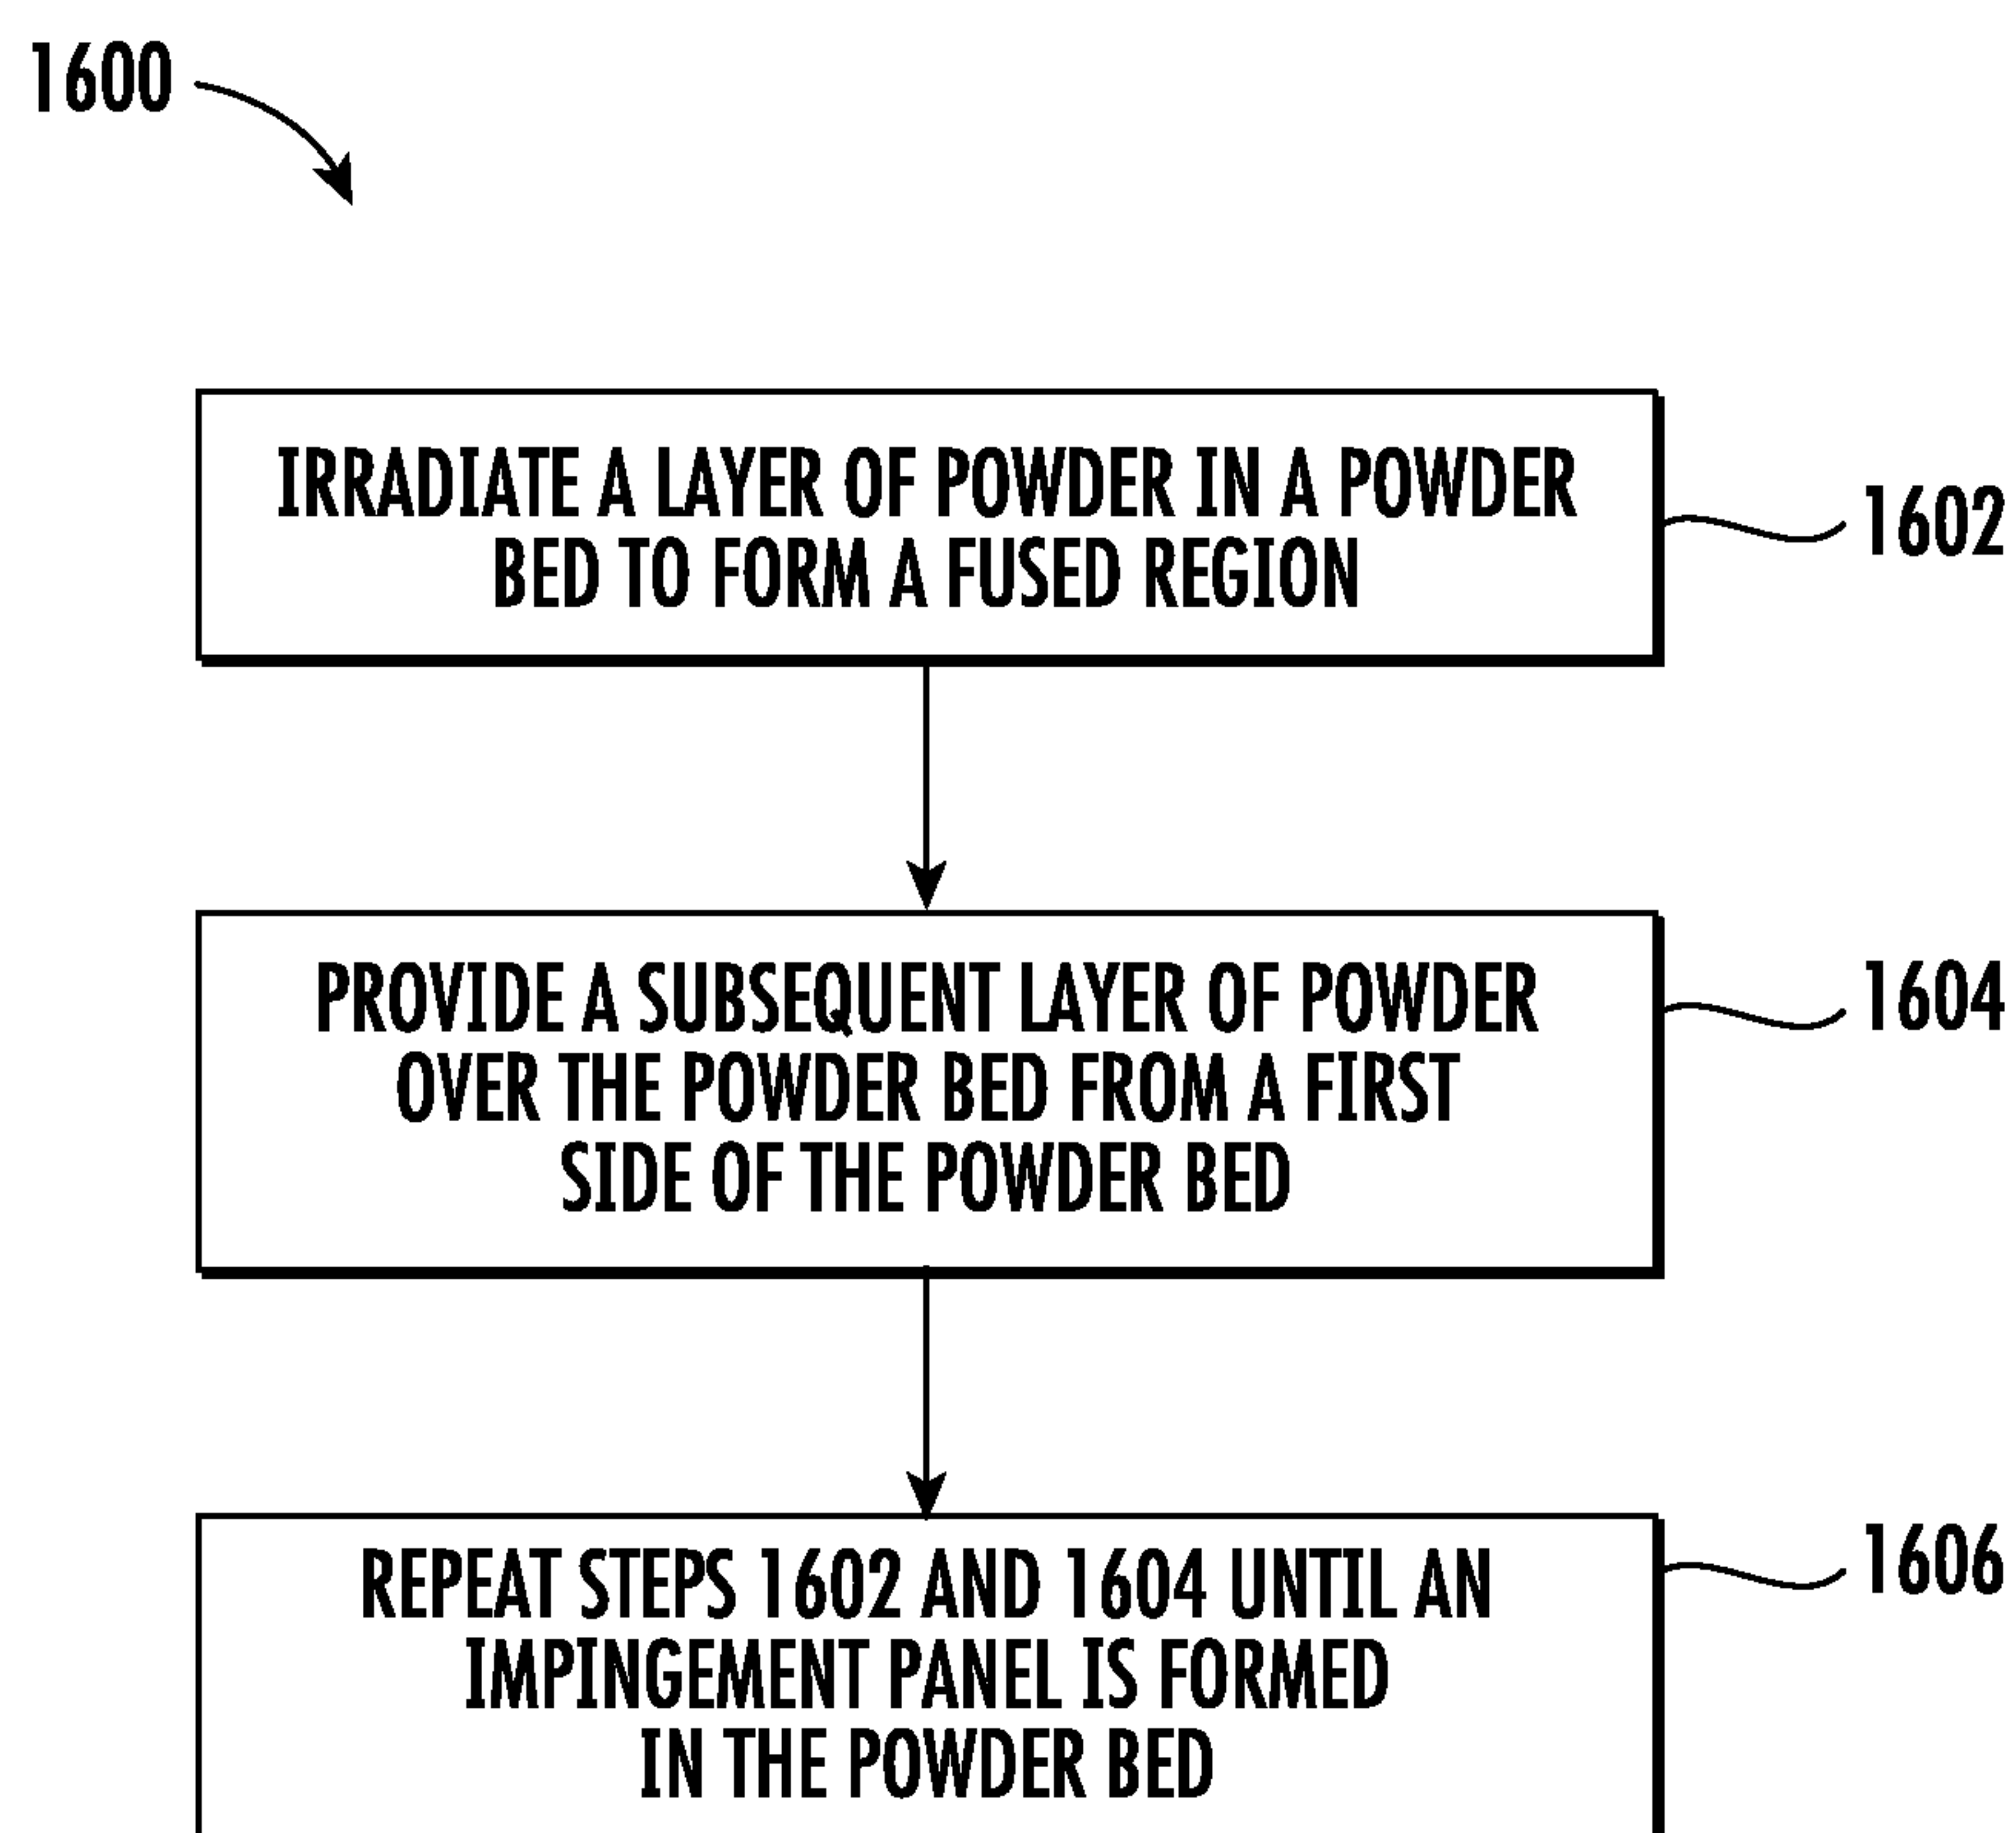 1600
IRRADIATE A LAYER OF POWDER IN A POWDER
BED TO FORM A FUSED REGION
1602
PROVIDE A SUBSEQUENT LAYER OF POWDER
OVER THE POWDER BED FROM A FIRST
SIDE OF THE POWDER BED
1604
REPEAT STEPS 1602 AND 1604 UNTIL AN
IMPINGEMENT PANEL IS FORMED
IN THE POWDER BED
1606